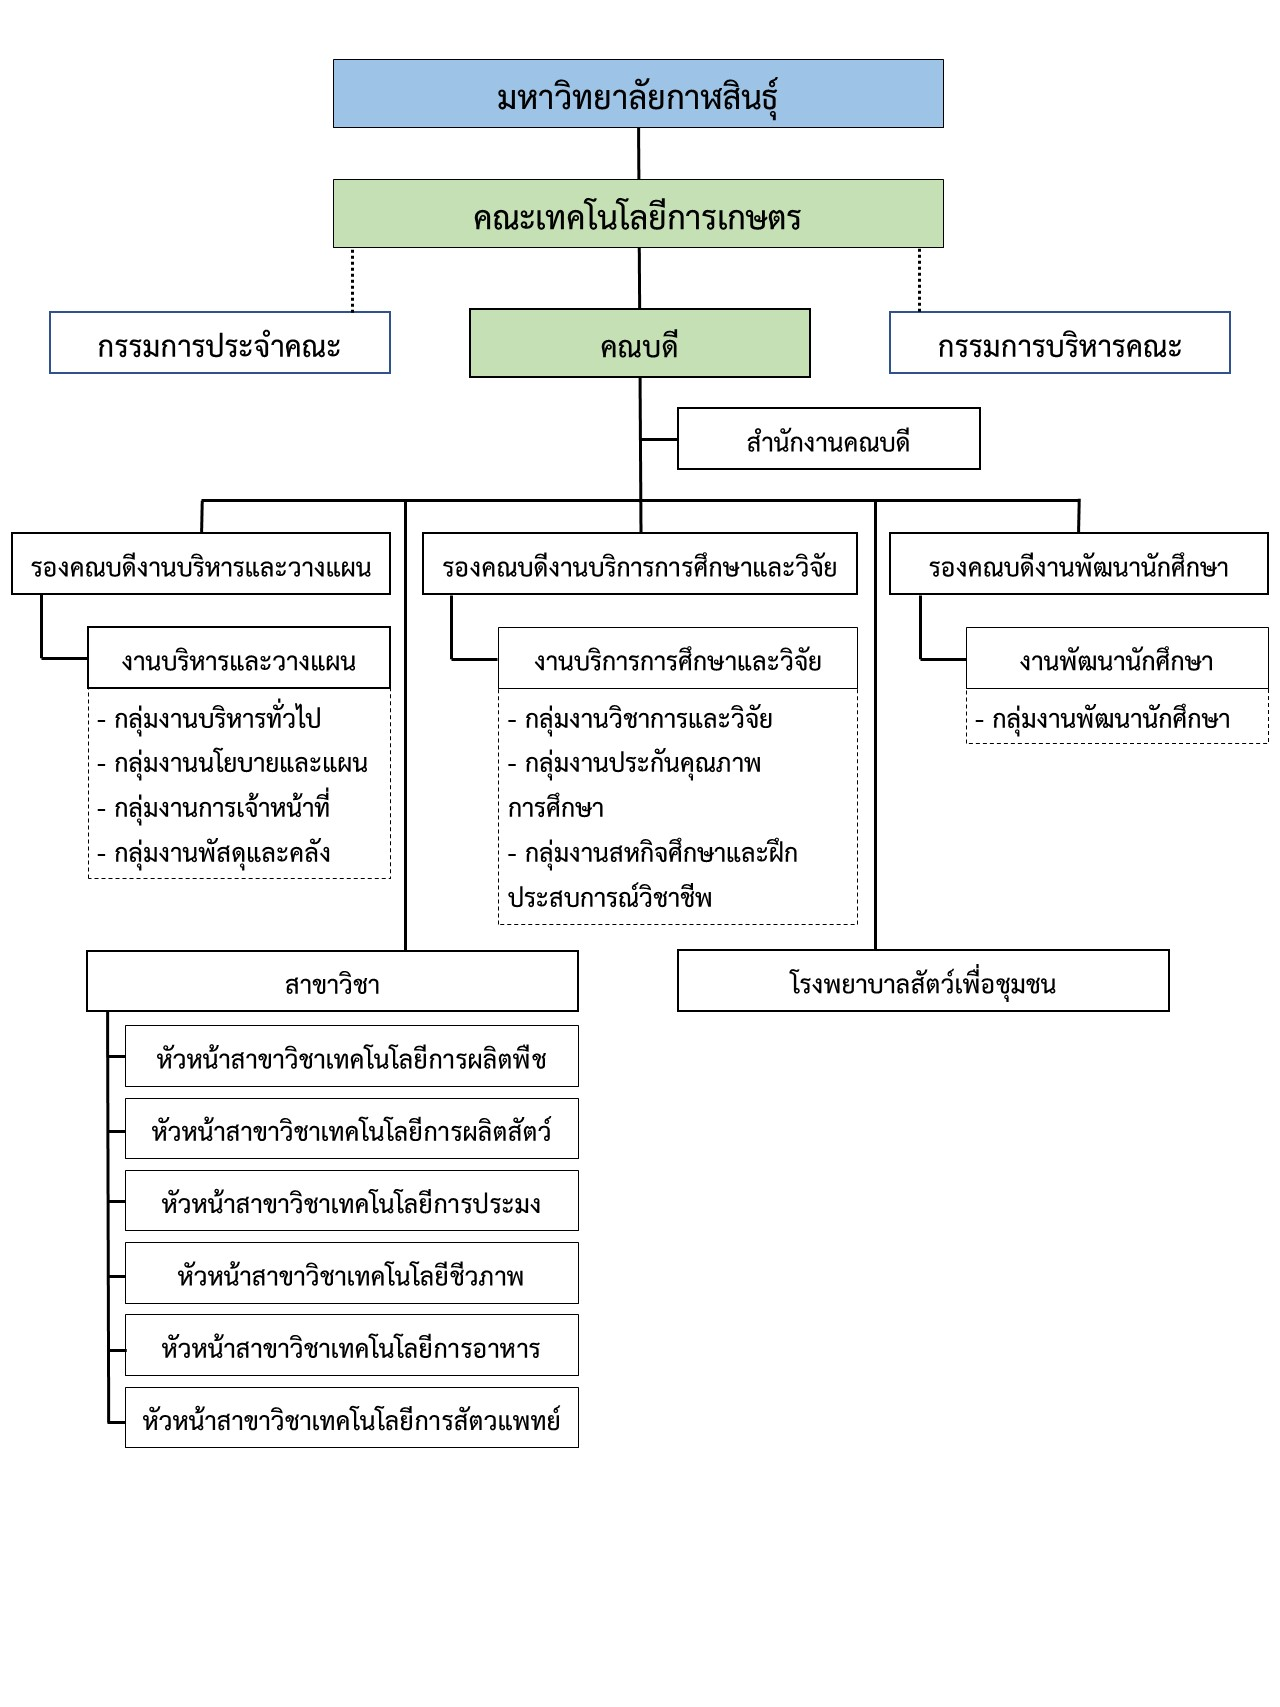 มหาวิทยาลัยกาฬสินธุ์
คณะเทคโนโลยีการเกษตร
กรรมการประจำคณะ
คณบดี
กรรมการบริหารคณะ
สำนักงานคณบดี
รองคณบดีงานบริหารและวางแผน
รองคณบดีงานบริการการศึกษาและวิจัย
รองคณบดีงานพัฒนานักศึกษา
งานบริหารและวางแผน
- กลุ่มงานบริหารทั่วไป
- กลุ่มงานนโยบายและแผน
- กลุ่มงานการเจ้าหน้าที่
- กลุ่มงานพัสดุและคลัง
งานบริการการศึกษาและวิจัย
- กลุ่มงานวิชาการและวิจัย
- กลุ่มงานประกันคุณภาพ
การศึกษา
- กลุ่มงานสหกิจศึกษาและฝึก
ประสบการณ์วิชาชีพ
งานพัฒนานักศึกษา
- กลุ่มงานพัฒนานักศึกษา
สาขาวิชา
โรงพยาบาลสัตว์เพื่อชุมชน
หัวหน้าสาขาวิชาเทคโนโลยีการผลิตพืช
หัวหน้าสาขาวิชาเทคโนโลยีการผลิตสัตว์
หัวหน้าสาขาวิชาเทคโนโลยีการประมง
หัวหน้าสาขาวิชาเทคโนโลยีชีวภาพ
หัวหน้าสาขาวิชาเทคโนโลยีการอาหาร
หัวหน้าสาขาวิชาเทคโนโลยีการสัตวแพทย์